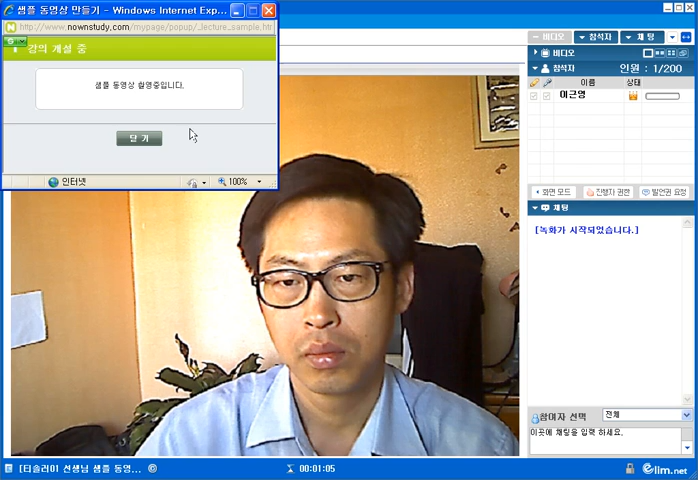 샘플 동영상 만들기 - Windows Internet Exp...
http://www.nownstudy.com/mypage/popup/_lecture_sample.htm
강의 개설 중
샘플 동영상 촬영중입니다.
닫 기
인터넷
100%
비디오
참석자
채 팅
비디오
참석자
인원 : 1/200
이름
상태
이근영
화면 모드
진행자 권한
발언권 요청
채팅
[녹화가 시작되었습니다.]
참여자 선택
전체
이곳에 채팅을 입력 하세요.
[티솔러01 선생님 샘플 동영...
00:01:05
elim.net